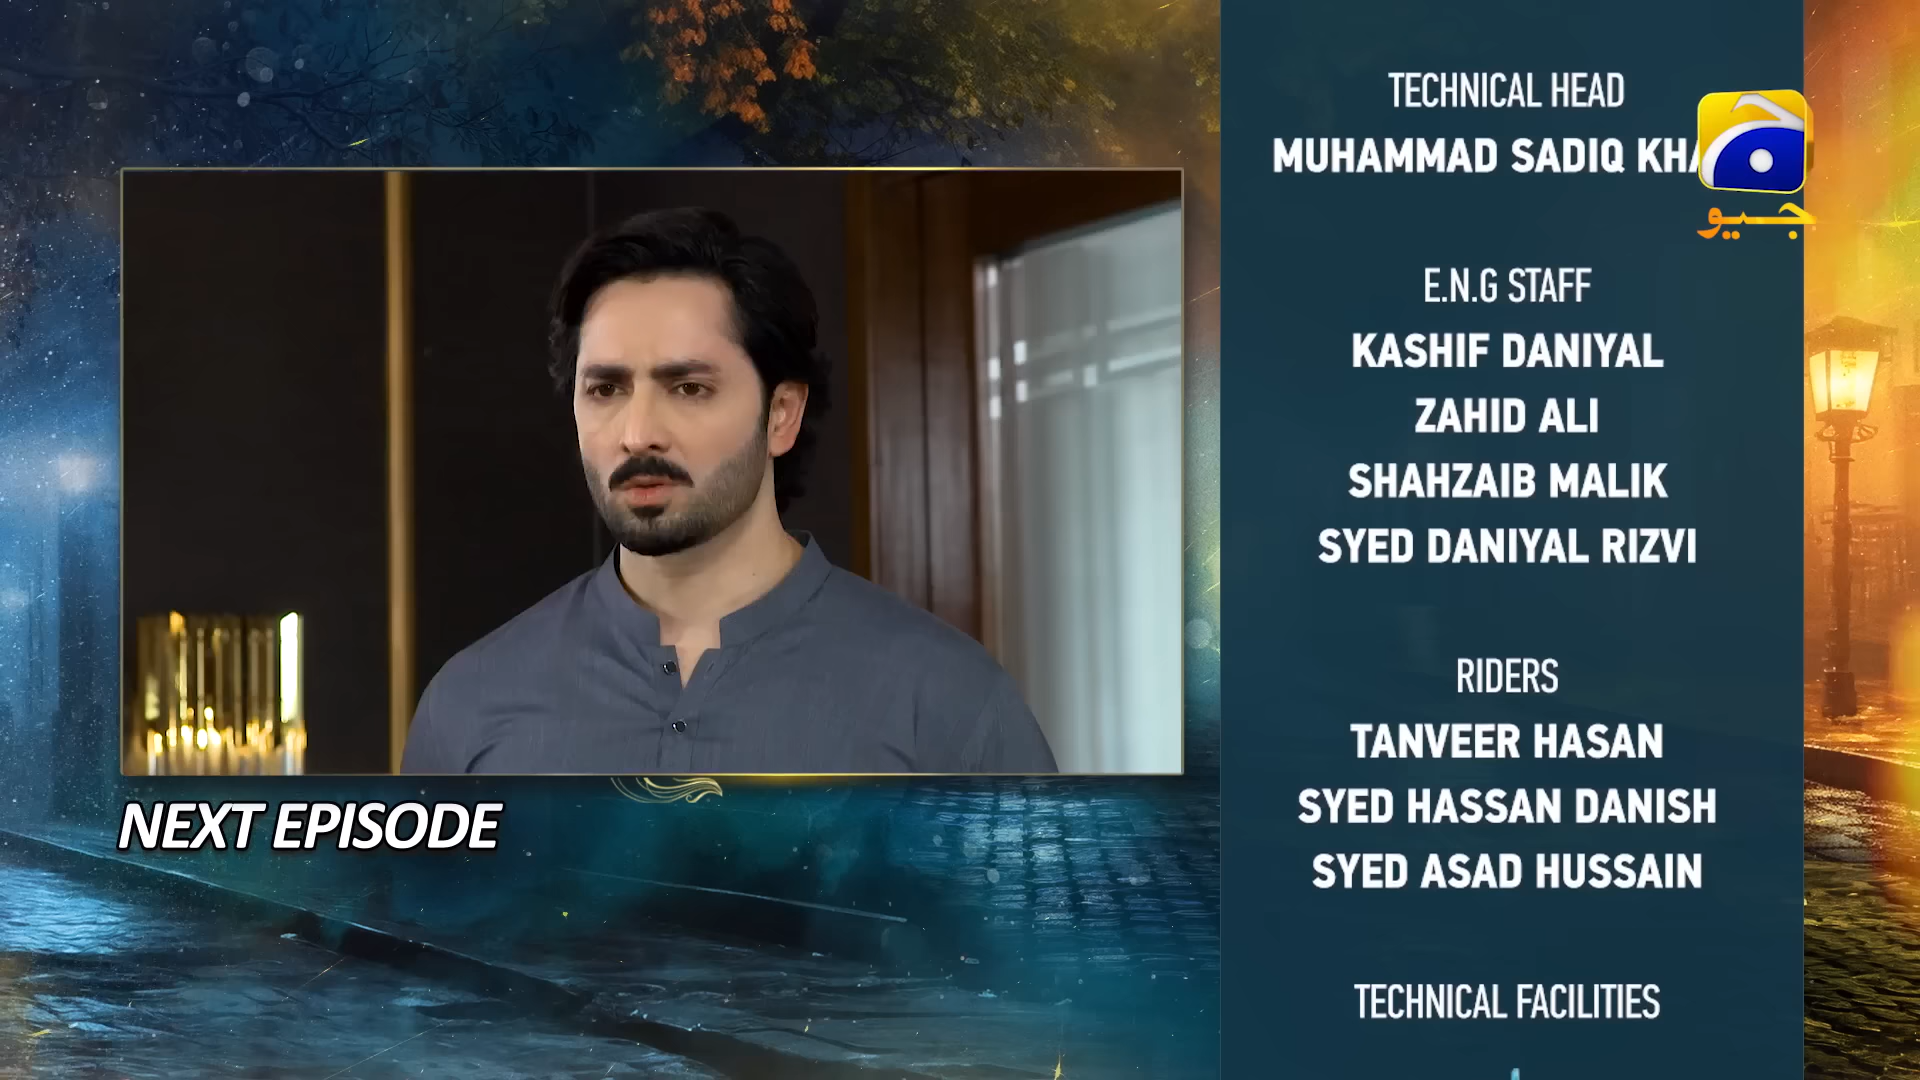 NEXT EPISODE
TECHNICAL HEAD
MUHAMMAD SADIQ
جیو
E.N.G STAFF
KASHIF DANIYAL
ZAHID ALI
SHAHZAIB MALIK
SYED DANIYAL RIZVI
RIDERS
TANVEER HASAN
SYED HASSAN DANISH
SYED ASAD HUSSAIN
TECHNICAL FACILITIES